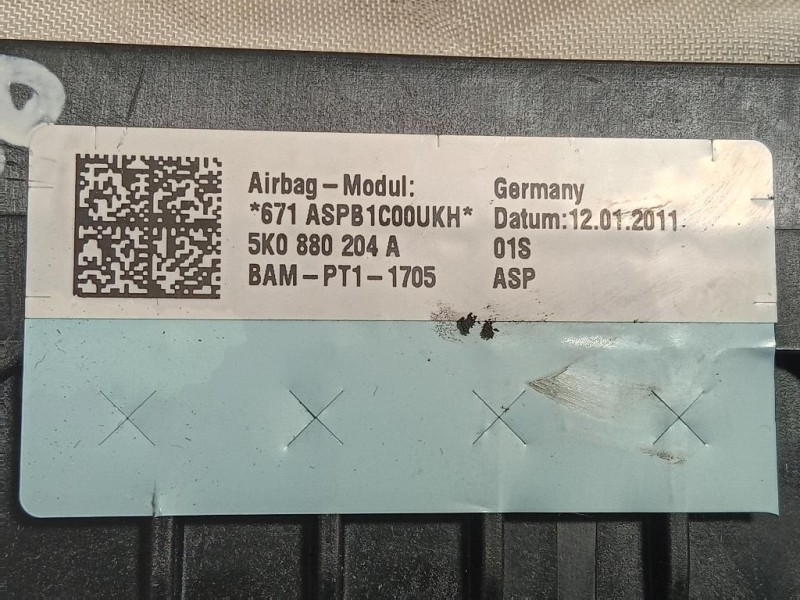 Airbag-Modul:
*671 ASPB1C00UKH*
5K0 880 204 A
BAM-PT1-1705
Germany
Datum:12.01.2011
01S
ASP